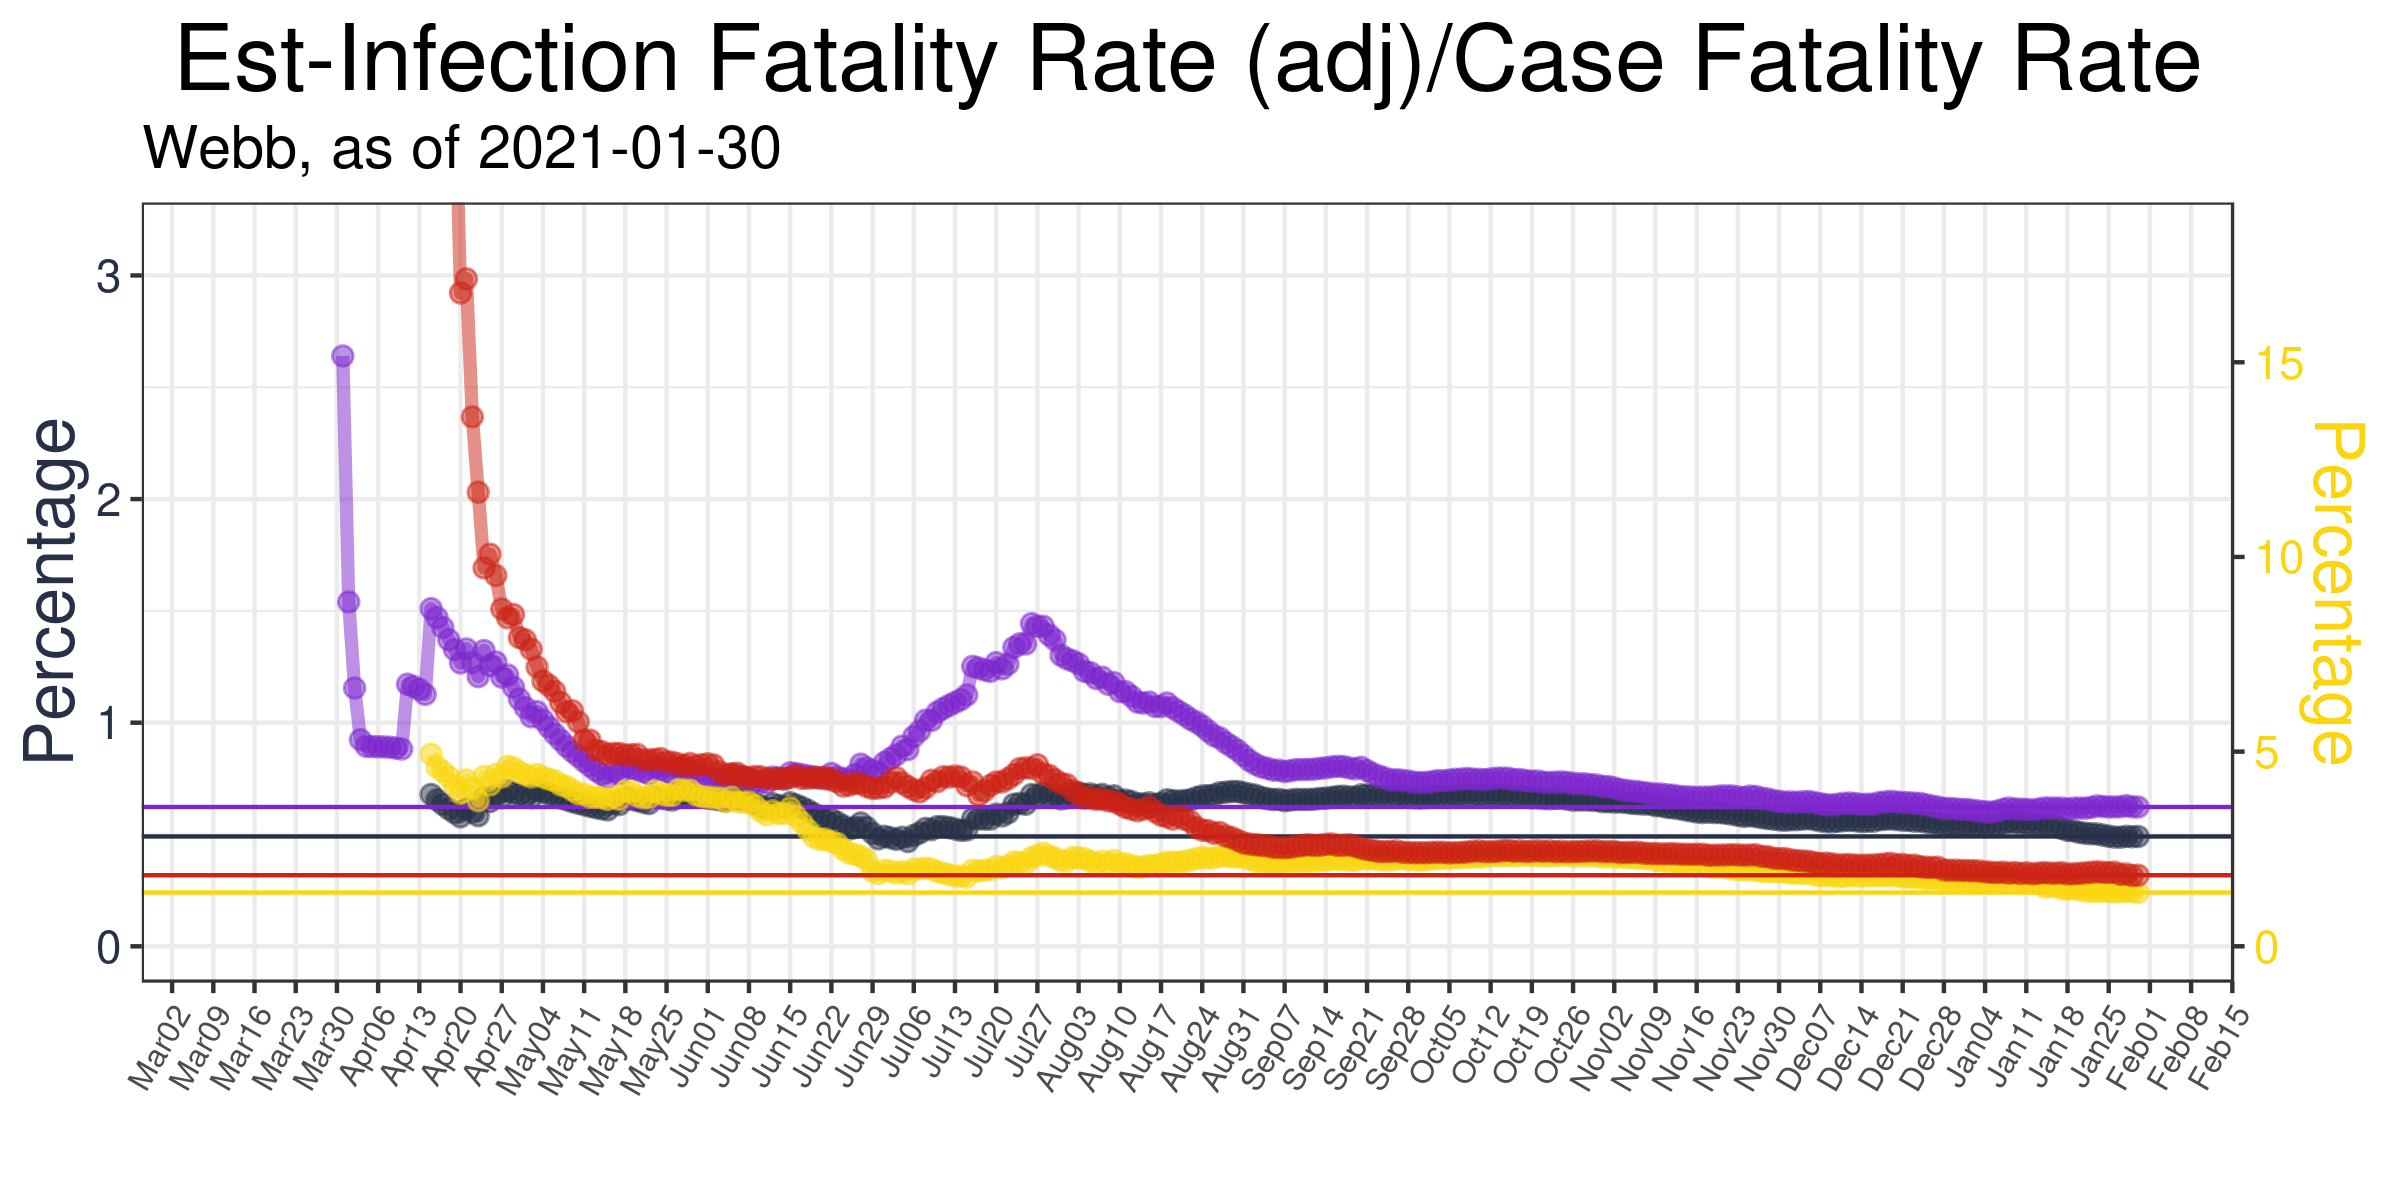 Est-Infection Fatality Rate (adj)/Case Fatality Rate
Webb, as of 2021-01-30
Percentage
3
2
1
0
15
10
5
0
Percentage
Mar02 Mar09 Mar16 Mar23 Mar30 Apr06 Apr13 Apr20 Apr27 May04 May11 May18 May25 Jun01 Jun08 Jun15 Jun22 Jun29 Jul06 Jul13 Jul20 Jul27 Aug03 Aug10 Aug17 Aug24 Aug31 Sep07 Sep14 Sep21 Sep28 Oct05 Oct12 Oct19 Oct26 Nov02 Nov09 Nov16 Nov23 Nov30 Dec07 Dec14 Dec21 Dec28 Jan04 Jan11 Jan18 Jan25 Feb01 Feb08 Feb15